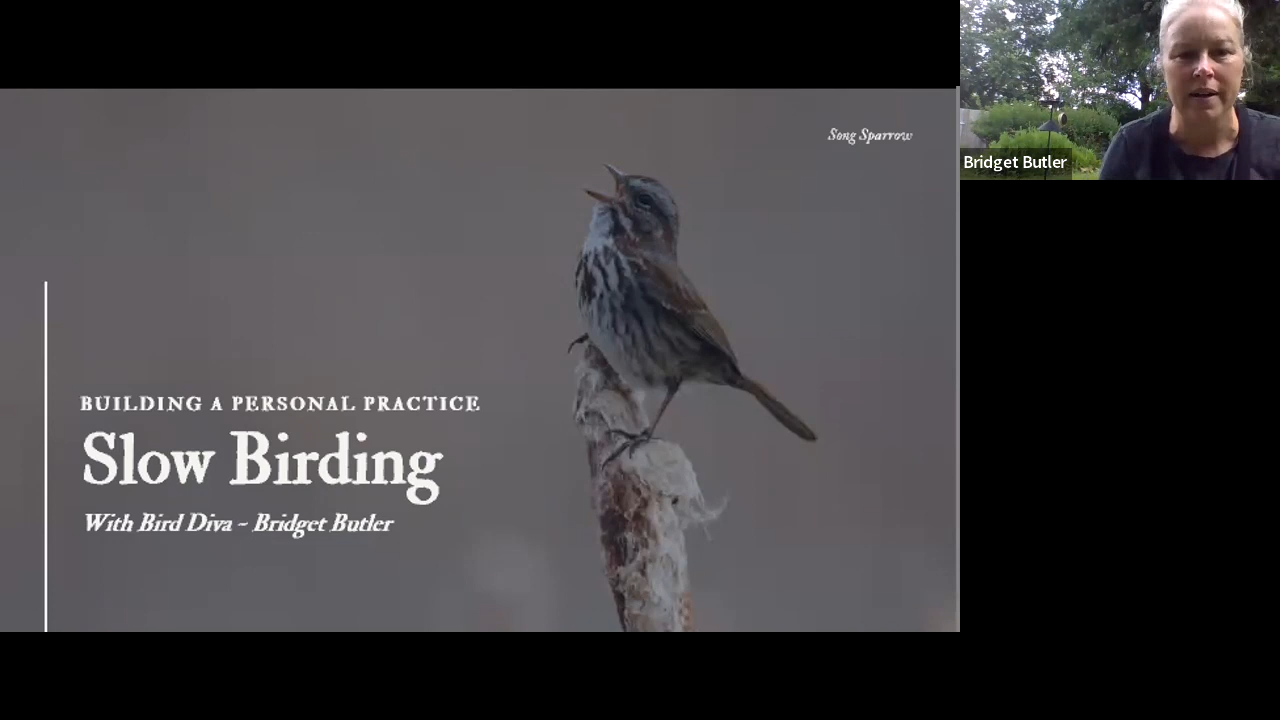 Song Sparrow
Bridget Butler
BUILDING A PERSONAL PRACTICE
Slow Birding
With Bird Diva ~ Bridget Butler